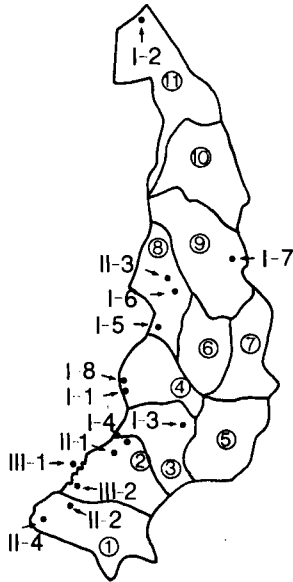 I-2
⑪
⑩
⑧
⑨
II-3
I-7
I-6
I-5
⑥
⑦
I-8
④
I-1
I-4
I-3
⑤
II-1
②
III-1
③
III-2
II-2
II-4
①